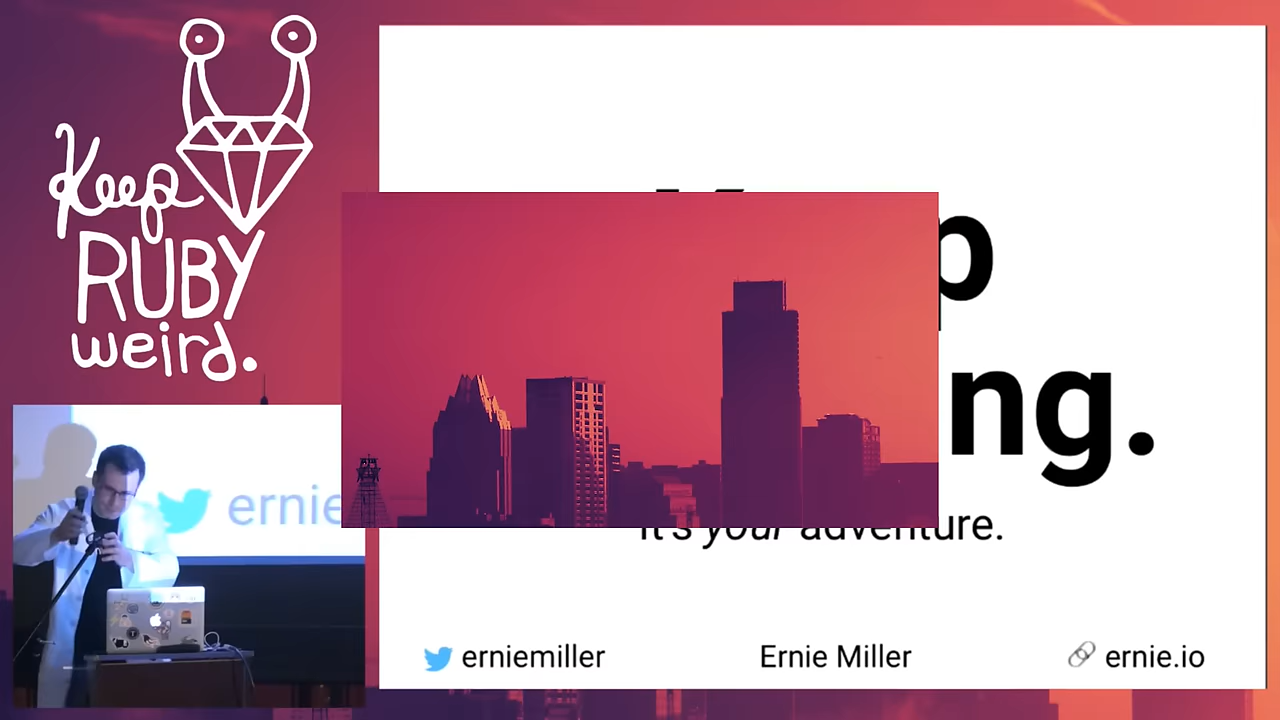 Keep
RUBY
weird.
p
ng.
It's your adventure.
erniemiller
Ernie Miller
ernie.io
ernie